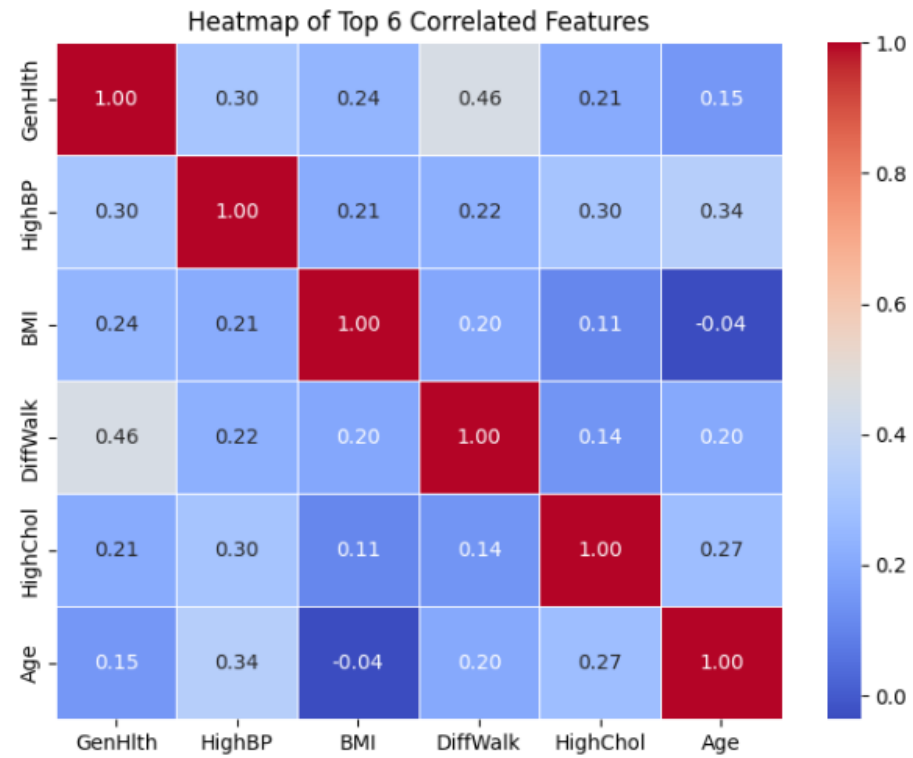 Heatmap of Top 6 Correlated Features
GenHlth 1.00 0.30 0.24 0.46 0.21 0.15
HighBP 0.30 1.00 0.21 0.22 0.30 0.34
BMI 0.24 0.21 1.00 0.20 0.11 -0.04
DiffWalk 0.46 0.22 0.20 1.00 0.14 0.20
HighChol 0.21 0.30 0.11 0.14 1.00 0.27
Age 0.15 0.34 -0.04 0.20 0.27 1.00
GenHlth HighBP BMI DiffWalk HighChol Age
1.0
0.8
0.6
0.4
0.2
0.0